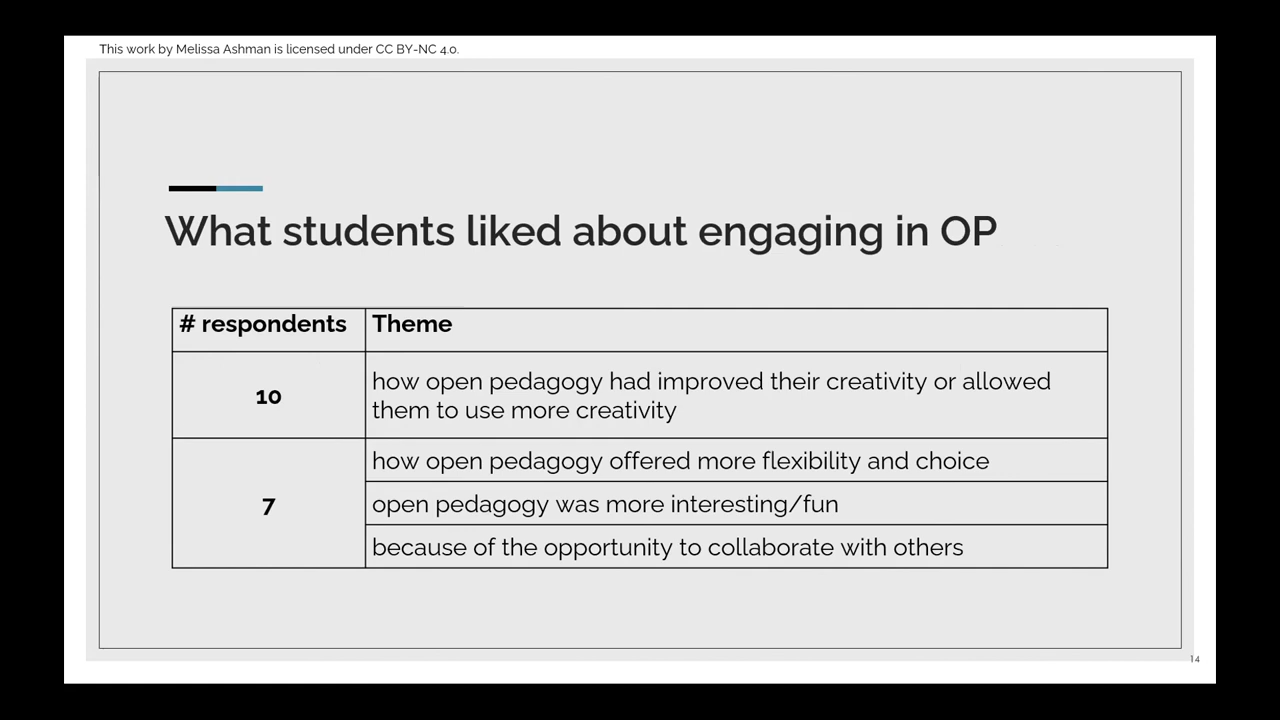 This work by Melissa Ashman is licensed under CC BY-NC 4.0.
What students liked about engaging in OP
# respondents Theme
10
how open pedagogy had improved their creativity or allowed
them to use more creativity
7
how open pedagogy offered more flexibility and choice
open pedagogy was more interesting/fun
because of the opportunity to collaborate with others
14